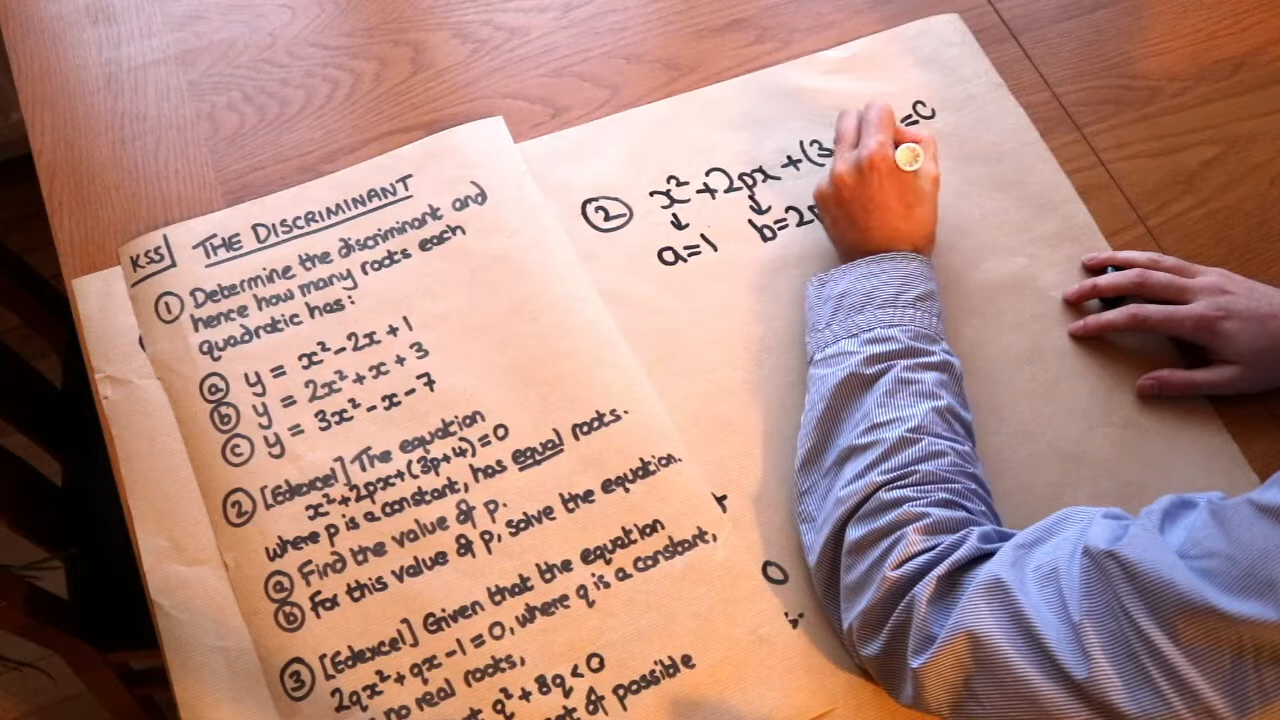 KS5 THE DISCRIMINANT
① Determine the discriminant and
hence how many roots each
quadratic has:
ⓐ y = x² - 2x + 1
ⓑ y = 2x² + x + 3
ⓒ y = 3x² - x - 7
② [Edexcel] The equation
x² + 2px + (3p+4) = 0
where p is a constant, has equal roots.
ⓐ Find the value of p.
ⓑ For this value of p, solve the equation.
③ [Edexcel] Given that the equation
2qx² + qx - 1 = 0, where q is a constant,
no real roots,
q² + 8q < 0
of possible
② x² + 2px + (3 =0
a=1 b=2p